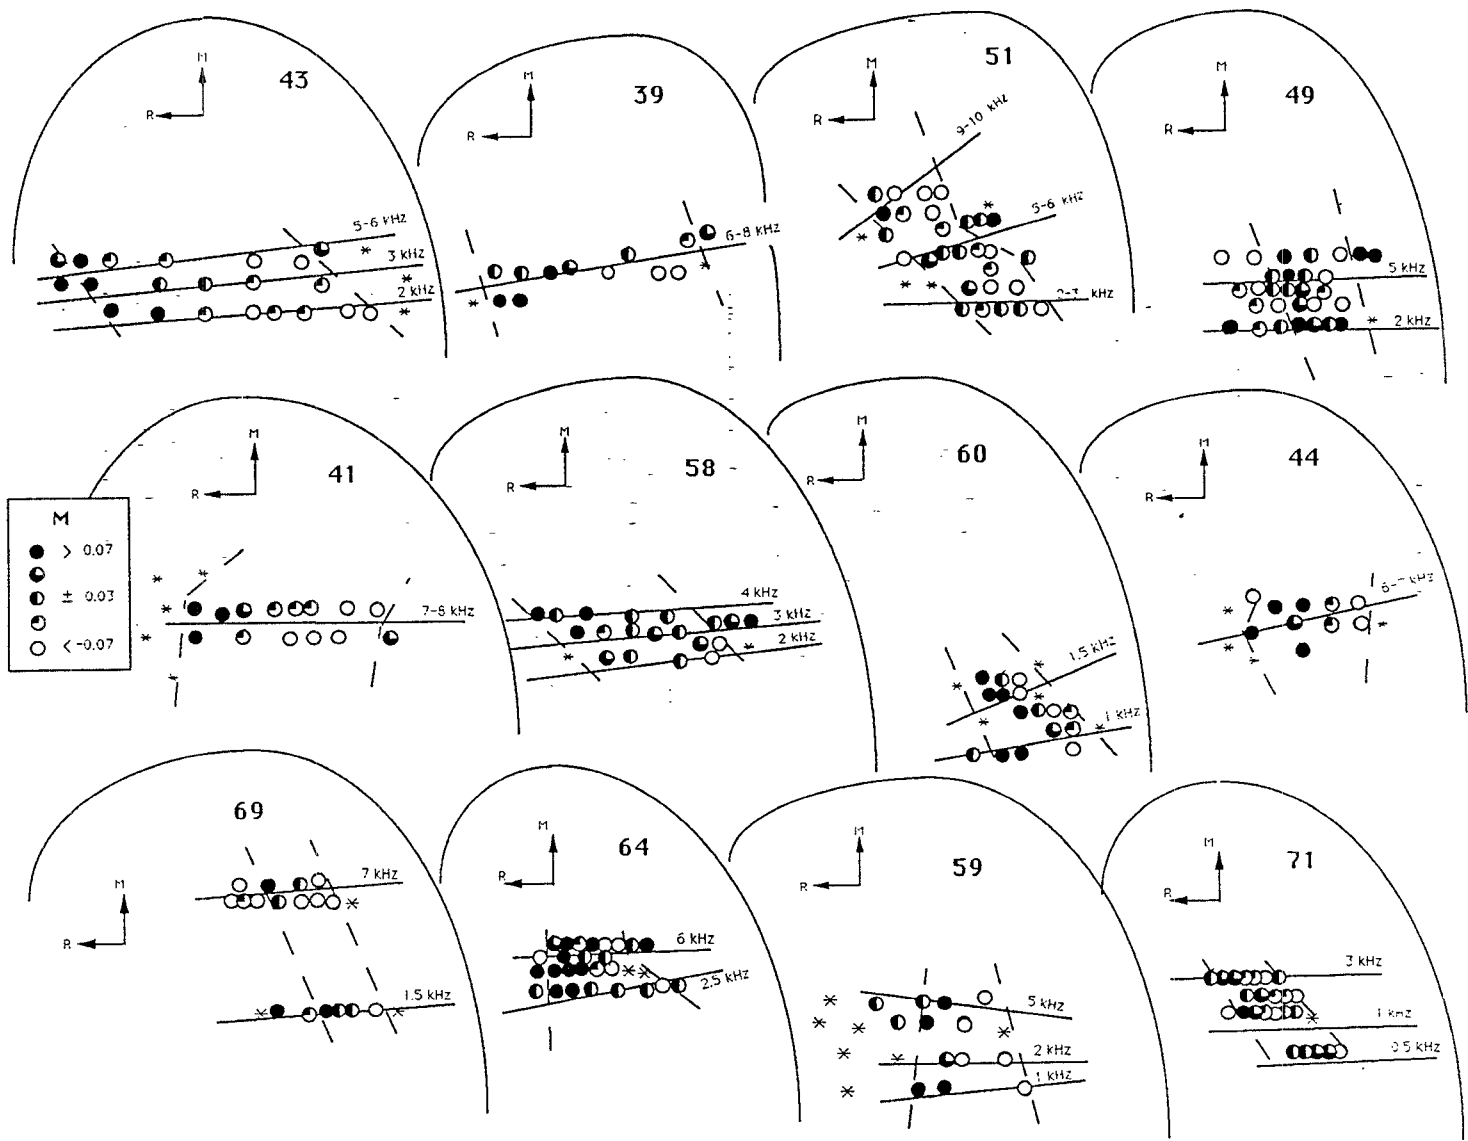 43
M
R
5-6 kHz
3 kHz
2 kHz
39
M
R
6-8 kHz
51
M
R
9-10 kHz
5-6
kHz
49
M
R
5 kHz
2 kHz
41
M
R
7-8 kHz
58
M
R
4 kHz
3 kHz
2 kHz
60
M
R
1.5 kHz
1 kHz
44
M
R
M
> 0.07
± 0.03
< -0.07
69
M
R
7 kHz
1.5 kHz
64
M
R
6 kHz
2.5 kHz
59
M
R
5 kHz
2 kHz
1 kHz
71
M
R
3 kHz
1 kHz
0.5 kHz